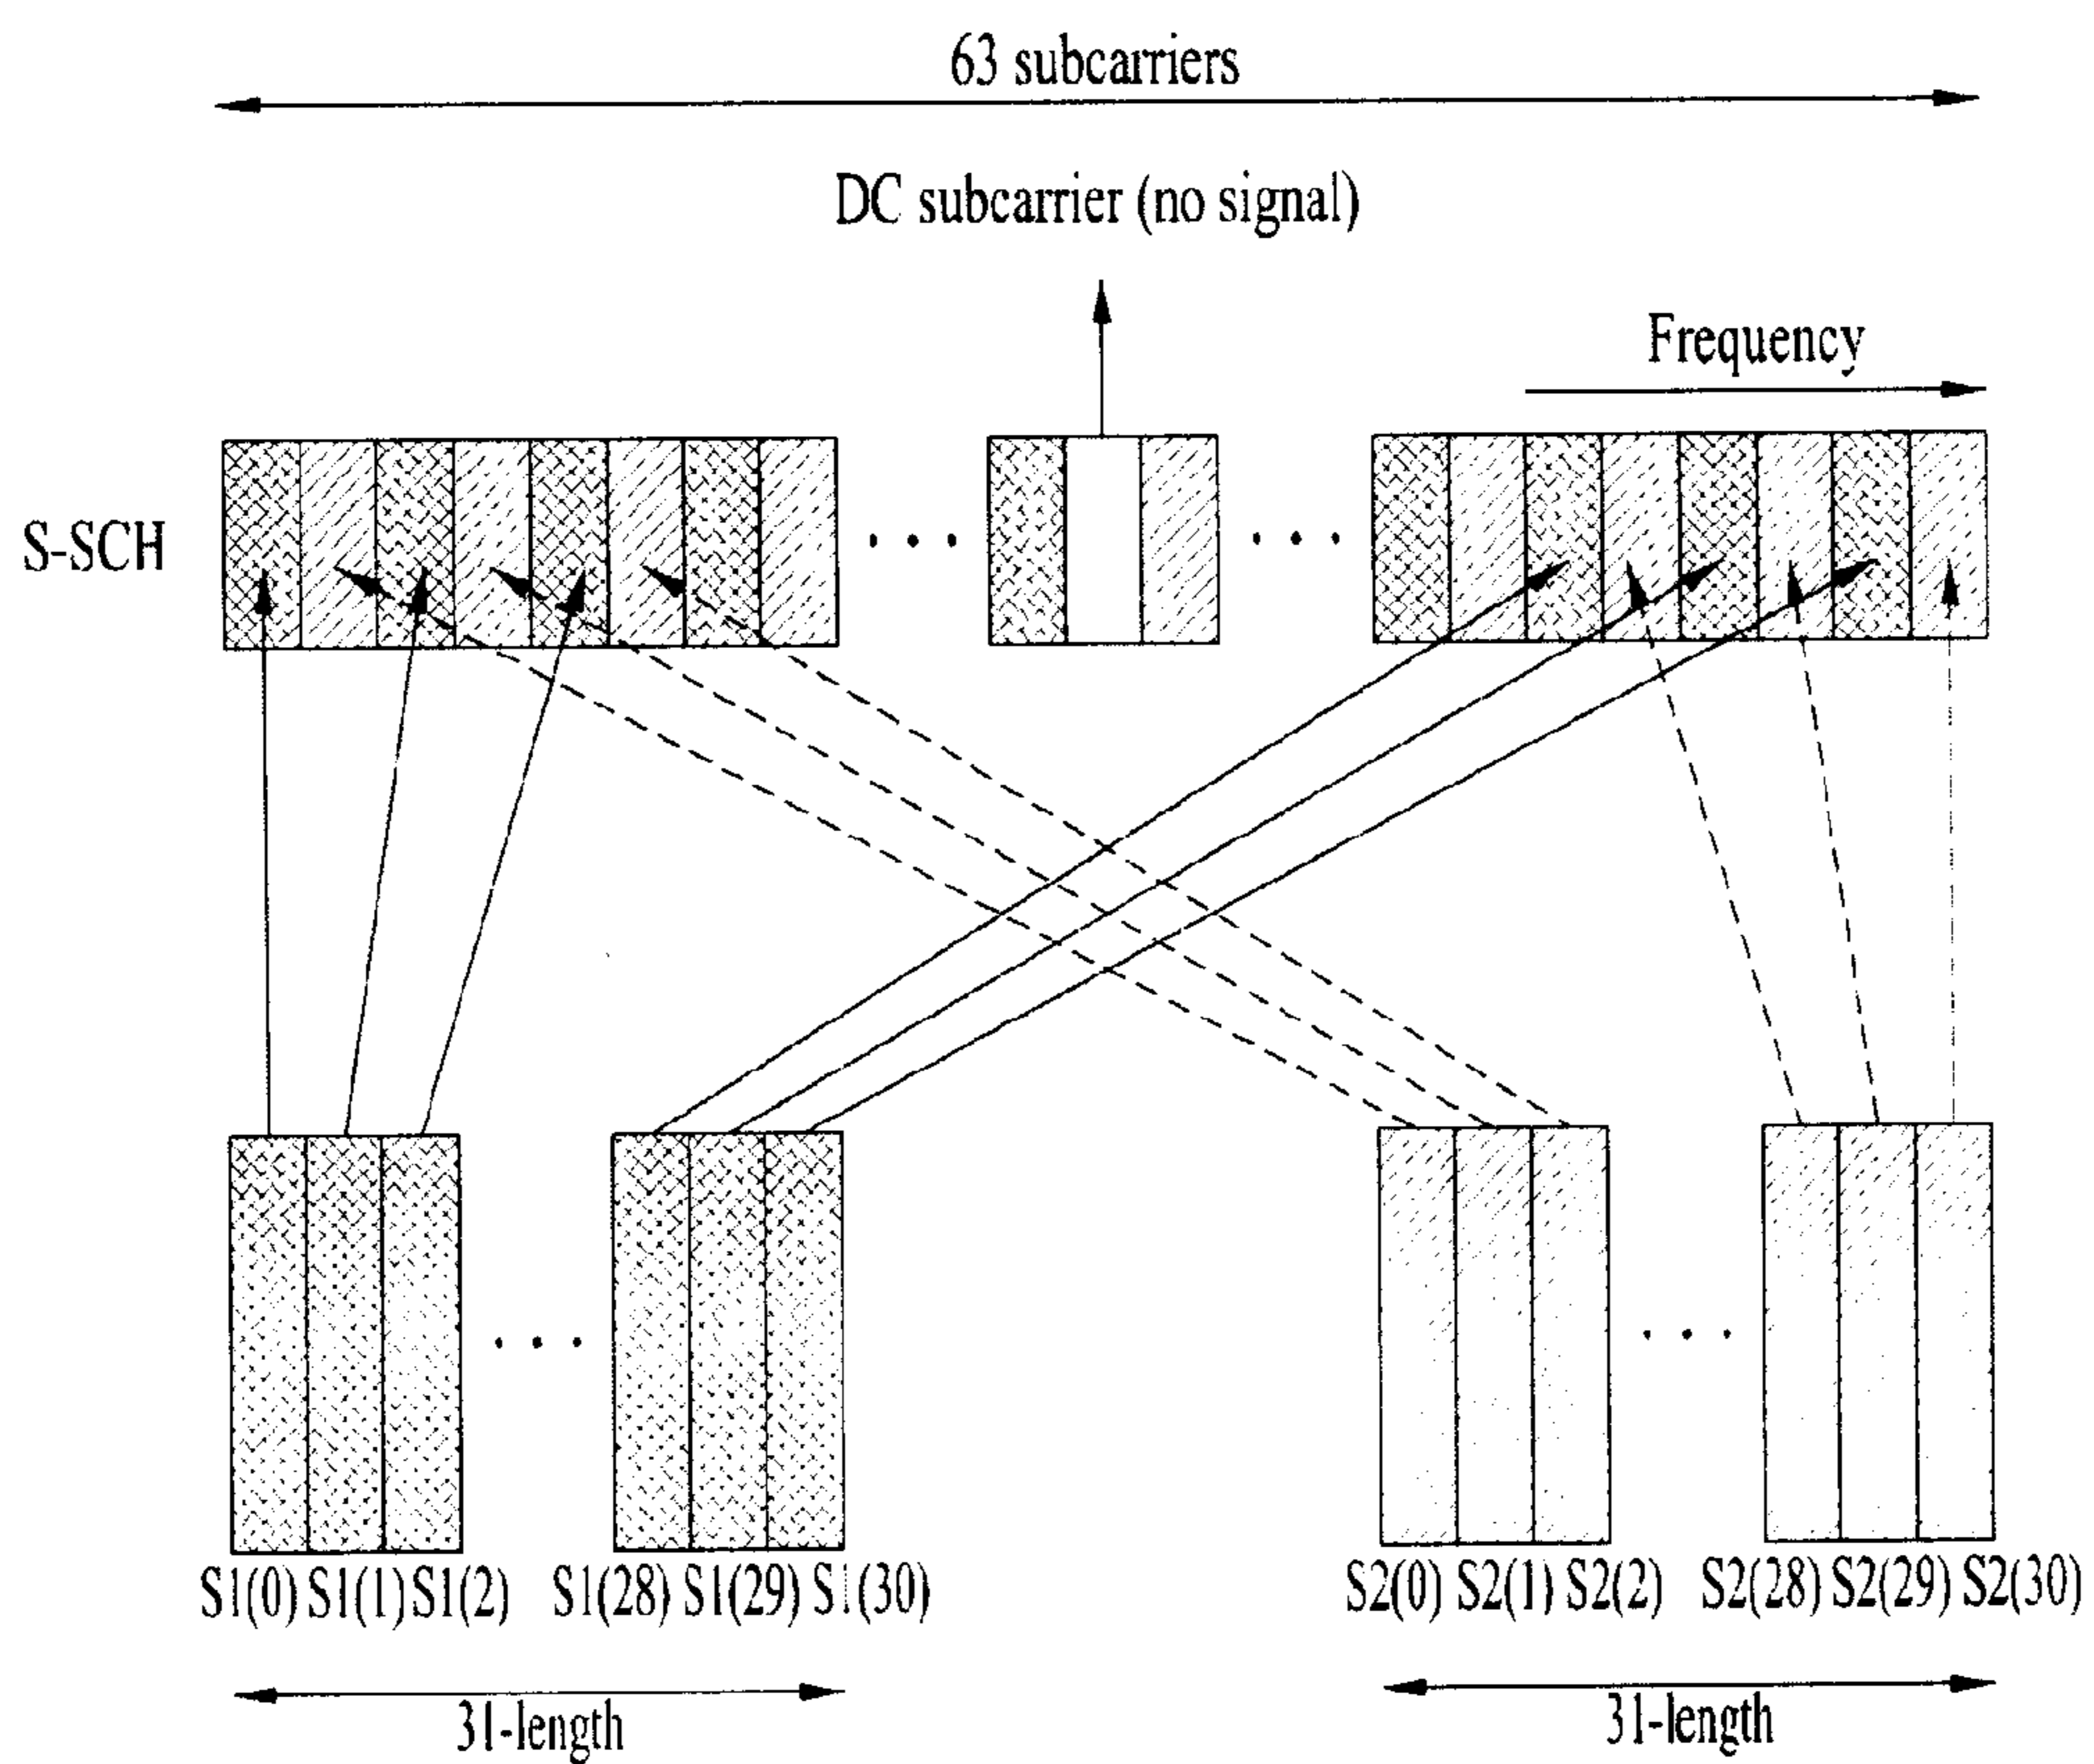 63 subcarriers
DC subcarrier (no signal)
Frequency
S-SCH
S1(0) S1(1) S1(2) S1(28) S1(29) S1(30) S2(0) S2(1) S2(2) S2(28) S2(29) S2(30)
31-length 31-length